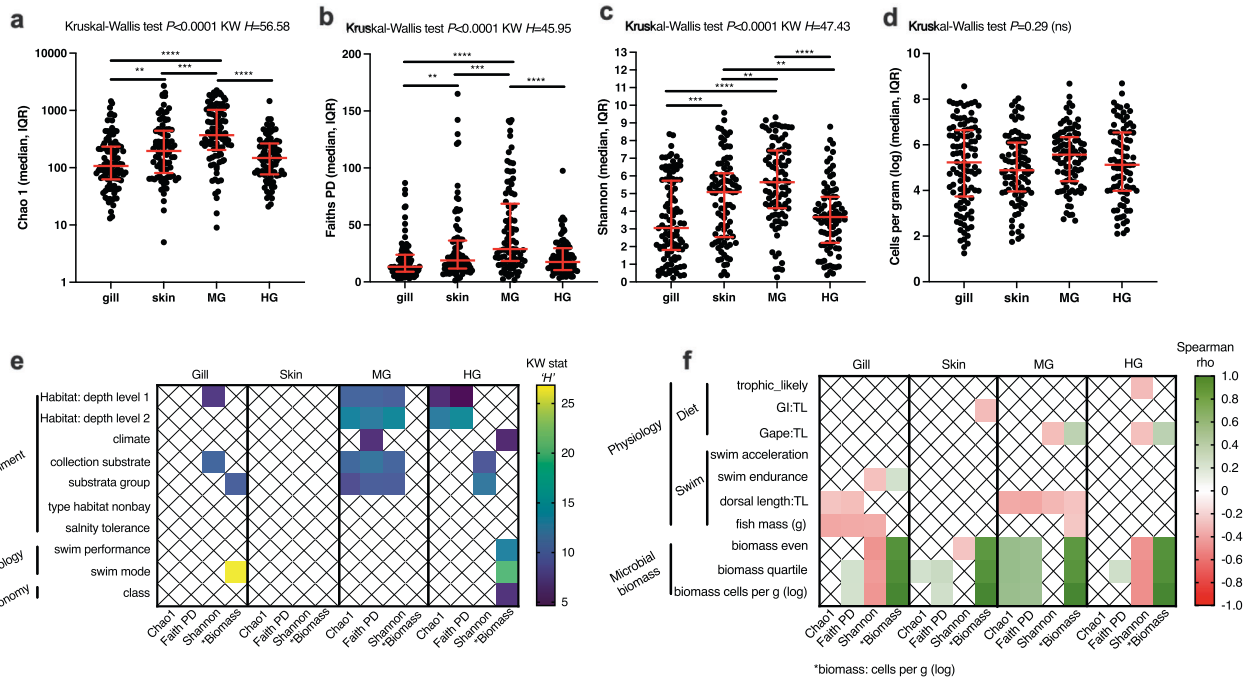 a
Kruskal-Wallis test P<0.0001 KW H=56.58
Chao 1 (median, IQR)
10000
1000
100
10
1
****
**
***
****
gill skin MG HG
b
Kruskal-Wallis test P<0.0001 KW H=45.95
Faiths PD (median, IQR)
200
150
100
50
0
****
***
**
****
gill skin MG HG
c
Kruskal-Wallis test P<0.0001 KW H=47.43
Shannon (median, IQR)
13
12
11
10
9
8
7
6
5
4
3
2
1
0
****
**
**
****
***
gill skin MG HG
d
Kruskal-Wallis test P=0.29 (ns)
Cells per gram (log) (median, IQR)
10
8
6
4
2
0
gill skin MG HG
e
Gill Skin MG HG
KW stat
'H'
25
20
15
10
5
Habitat: depth level 1
Habitat: depth level 2
climate
collection substrate
substrata group
type habitat nonbay
salnity tolerance
swim performance
swim mode
class
nment
ology
onomy
Chao1 Faith PD Shannon *Biomass Chao1 Faith PD Shannon *Biomass Chao1 Faith PD Shannon *Biomass Chao1 Faith PD Shannon *Biomass
f
Gill Skin MG HG
Spearman
rho
1.0
0.8
0.6
0.4
0.2
0
-0.2
-0.4
-0.6
-0.8
-1.0
Physiology
Diet
Swim
Microbial
biomass
trophic_likely
GI:TL
Gape:TL
swim acceleration
swim endurance
dorsal length:TL
fish mass (g)
biomass even
biomass quartile
biomass cells per g (log)
Chao1 Faith PD Shannon *Biomass Chao1 Faith PD Shannon *Biomass Chao1 Faith PD Shannon *Biomass Chao1 Faith PD Shannon *Biomass
*biomass: cells per g (log)